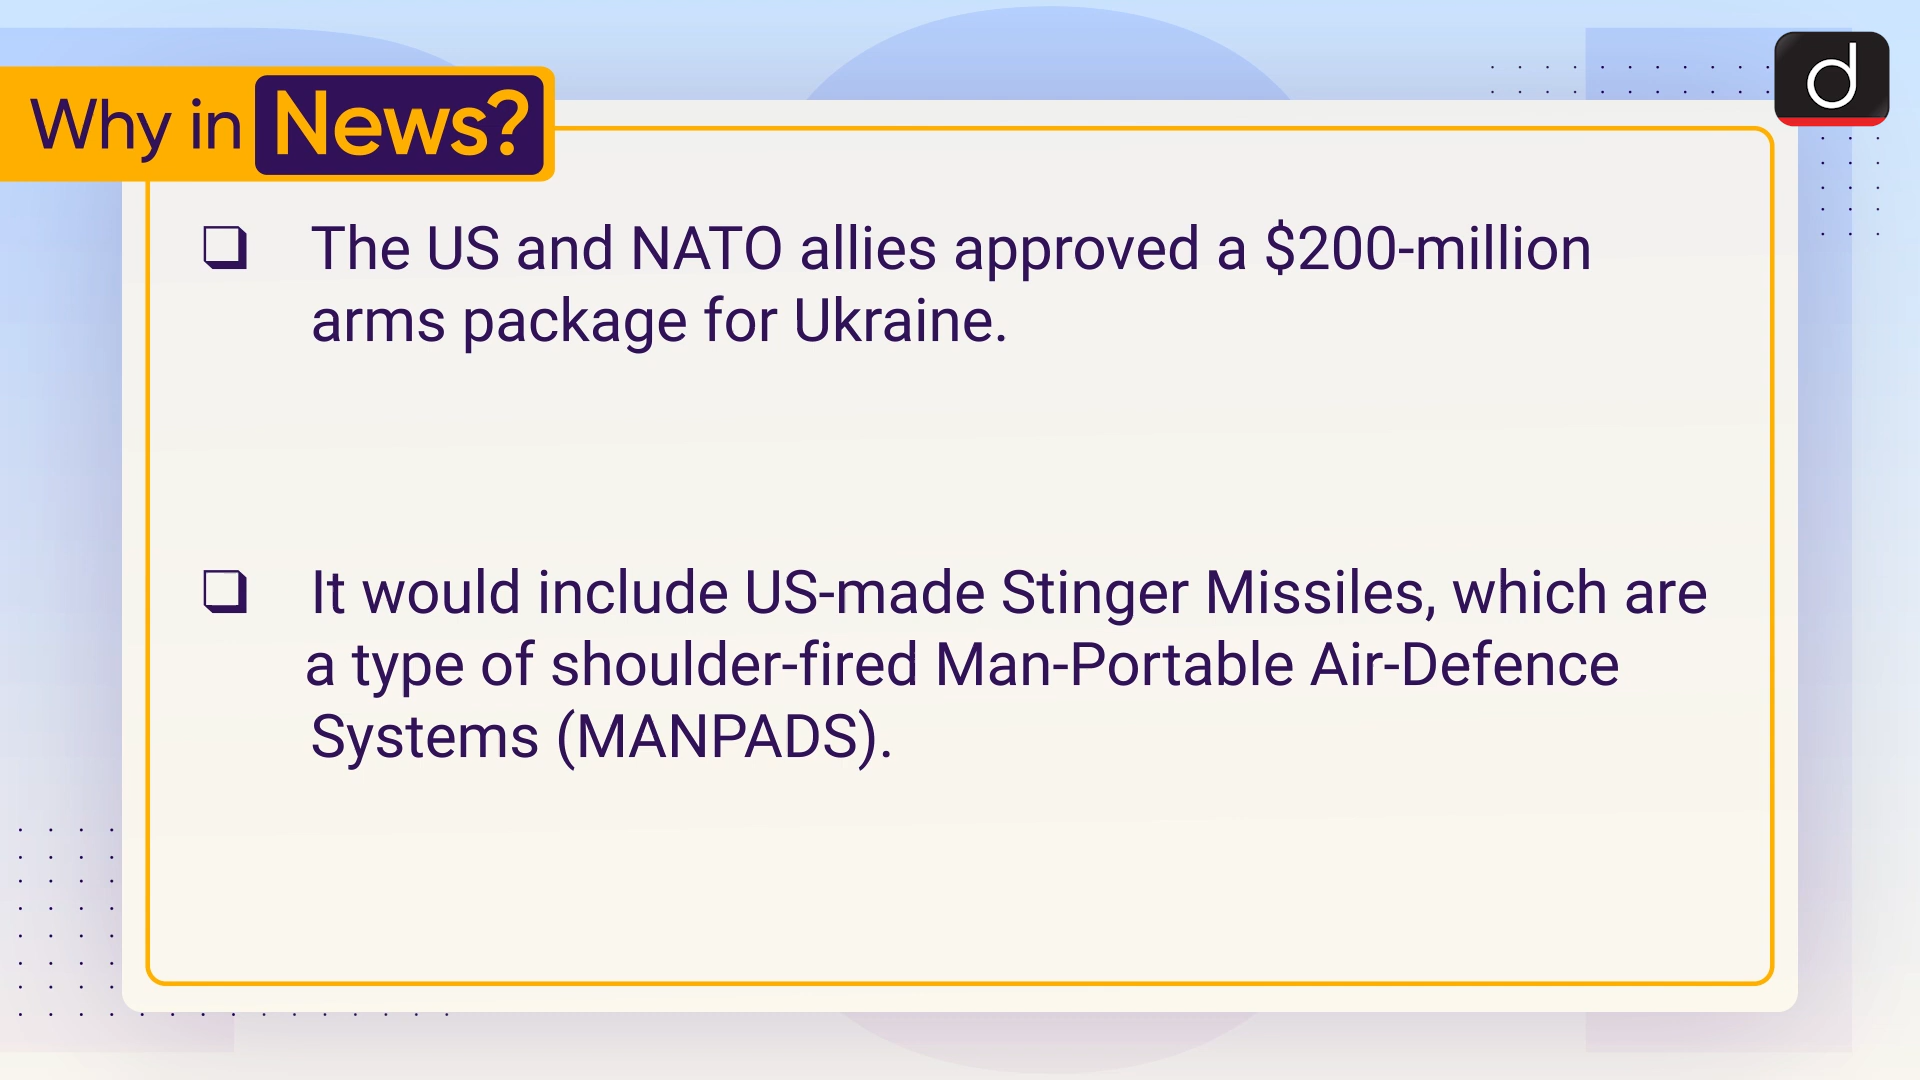 Why in News?
d
❑ The US and NATO allies approved a $200-million
arms package for Ukraine.
❑ It would include US-made Stinger Missiles, which are
a type of shoulder-fired Man-Portable Air-Defence
Systems (MANPADS).